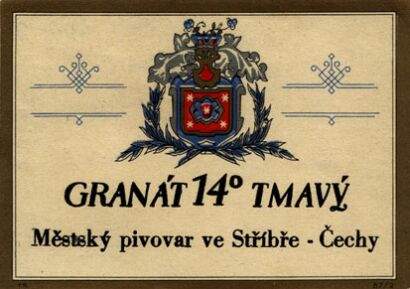 GRANÁT 14° TMAVÝ
Městský pivovar ve Stříbře - Čechy